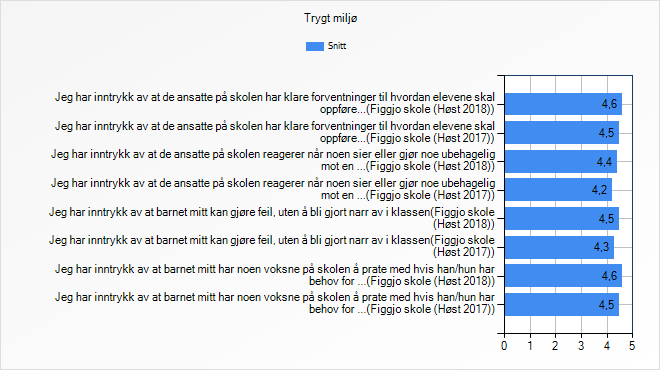 Trygt miljø
Snitt
Jeg har inntrykk av at de ansatte på skolen har klare forventninger til hvordan elevene skal
oppføre...(Figgjo skole (Høst 2018))
4,6
Jeg har inntrykk av at de ansatte på skolen har klare forventninger til hvordan elevene skal
oppføre...(Figgjo skole (Høst 2017))
4,5
Jeg har inntrykk av at de ansatte på skolen reagerer når noen sier eller gjør noe ubehagelig
mot en ...(Figgjo skole (Høst 2018))
4,4
Jeg har inntrykk av at de ansatte på skolen reagerer når noen sier eller gjør noe ubehagelig
mot en ...(Figgjo skole (Høst 2017))
4,2
Jeg har inntrykk av at barnet mitt kan gjøre feil, uten å bli gjort narr av i klassen(Figgjo skole
(Høst 2018))
4,5
Jeg har inntrykk av at barnet mitt kan gjøre feil, uten å bli gjort narr av i klassen(Figgjo skole
(Høst 2017))
4,3
Jeg har inntrykk av at barnet mitt har noen voksne på skolen å prate med hvis han/hun har
behov for ...(Figgjo skole (Høst 2018))
4,6
Jeg har inntrykk av at barnet mitt har noen voksne på skolen å prate med hvis han/hun har
behov for ...(Figgjo skole (Høst 2017))
4,5
0 1 2 3 4 5